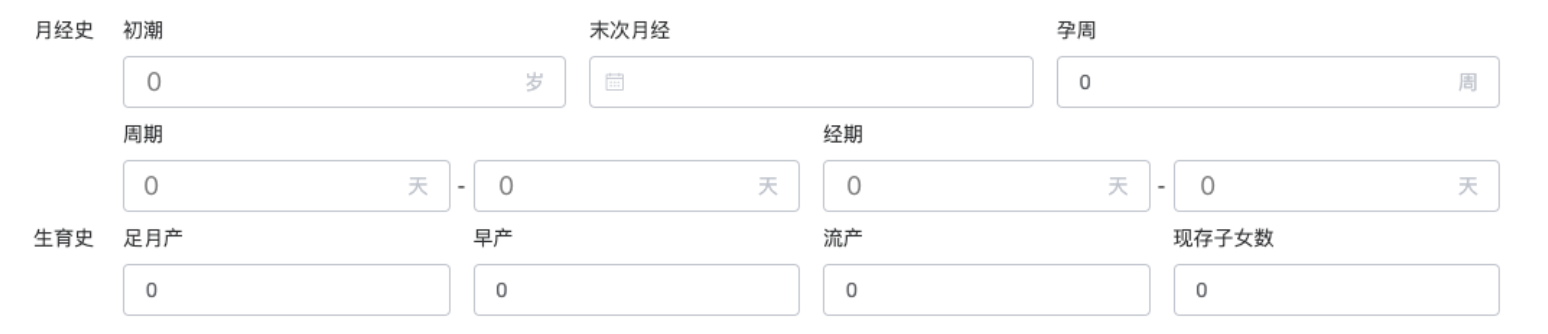 月经史 初潮 末次月经 孕周
0 岁 0 周
周期 经期
0 天 - 0 天 0 天 - 0 天
生育史 足月产 早产 流产 现存子女数
0 0 0 0